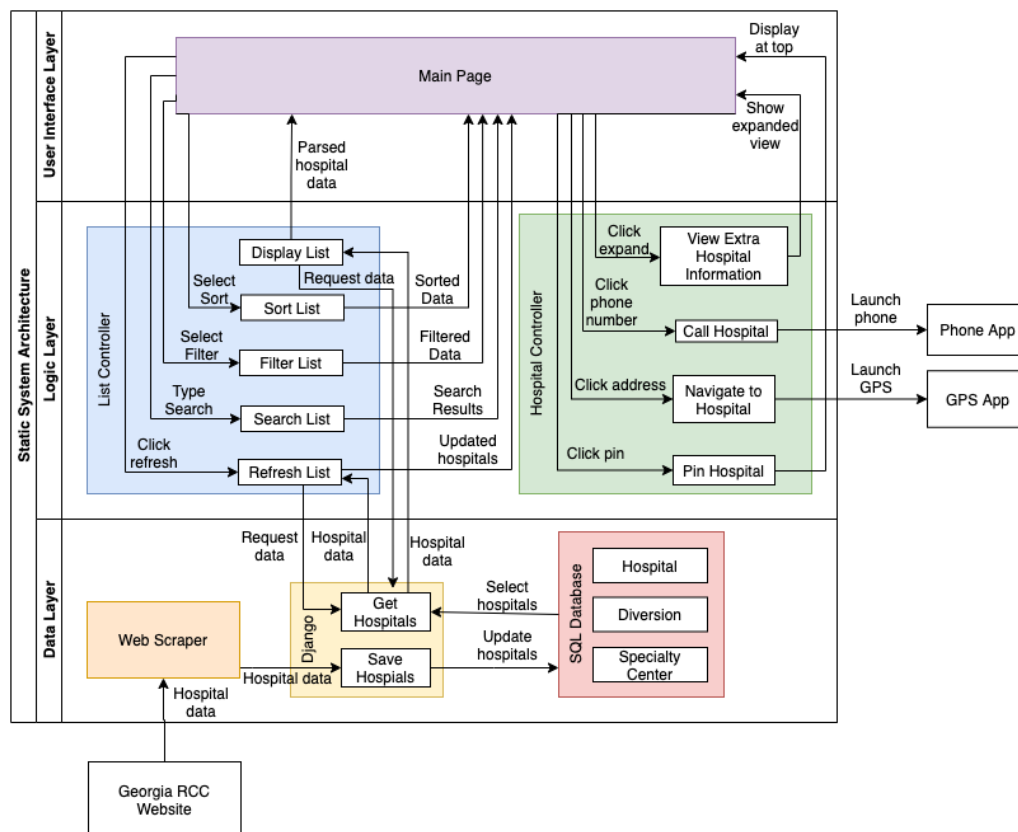 Static System Architecture
User Interface Layer
Main Page
Display
at top
Show
expanded
view
Parsed
hospital
data
Logic Layer
List Controller
Display List
Request data
Select
Sort
Sort List
Sorted
Data
Select
Filter
Filter List
Filtered
Data
Type
Search
Search List
Search
Results
Click
refresh
Refresh List
Updated
hospitals
Hospital Controller
Click
expand
View Extra
Hospital
Information
Click
phone
number
Call Hospital
Launch
phone
Phone App
Click address
Navigate to
Hospital
Launch
GPS
GPS App
Click pin
Pin Hospital
Data Layer
Request
data
Hospital
data
Hospital
data
Web Scraper
Hospital data
Django
Get
Hospitals
Save
Hospials
Select
hospitals
Update
hospitals
SQL Database
Hospital
Diversion
Specialty
Center
Hospital
data
Georgia RCC
Website